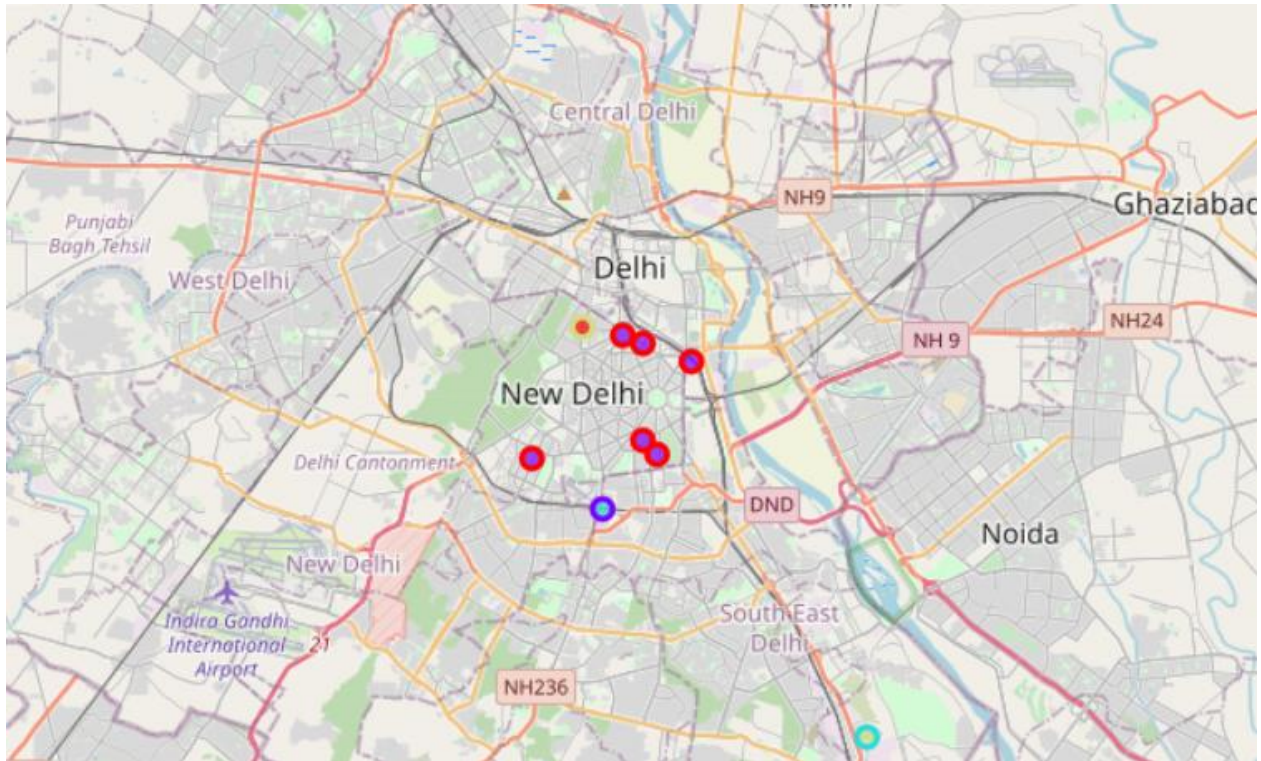 Central Delhi
NH9
Ghaziabad
Punjabi
Bagh Tehsil
West Delhi
Delhi
NH24
NH 9
New Delhi
Delhi Cantonment
DND
Noida
New Delhi
Indira Gandhi
International
Airport
21
South East
Delhi
NH236